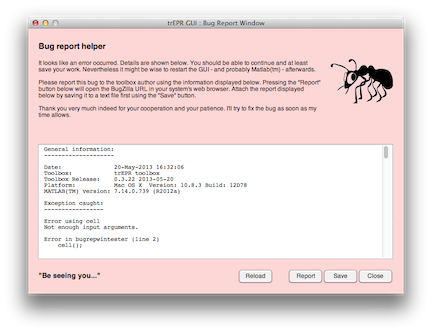 trEPR GUI : Bug Report Window
Bug report helper
It looks like an error occurred. Details are shown below. You should be able to continue and at least
save your work. Nevertheless it might be wise to restart the GUI - and probably Matlab(tm) - afterwards.
Please report this bug to the toolbox author using the information displayed below. Pressing the "Report"
button below will open the BugZilla URL in your system's web browser. Attach the report displayed
below by saving it to a text file first using the "Save" button.
Thank you very much indeed for your cooperation and your patience. I'll try to fix the bug as soon as my
time allows.
General information:
--------------------
Date: 20-May-2013 16:32:06
Toolbox: trEPR toolbox
Toolbox Release: 0.3.22 2013-05-20
Platform: Mac OS X Version: 10.8.3 Build: 12D78
MATLAB(TM) version: 7.14.0.739 (R2012a)
Exception caught:
-----------------
Error using cell
Not enough input arguments.
Error in bugrepwintester (line 2)
cell();
"Be seeing you..." Reload Report Save Close